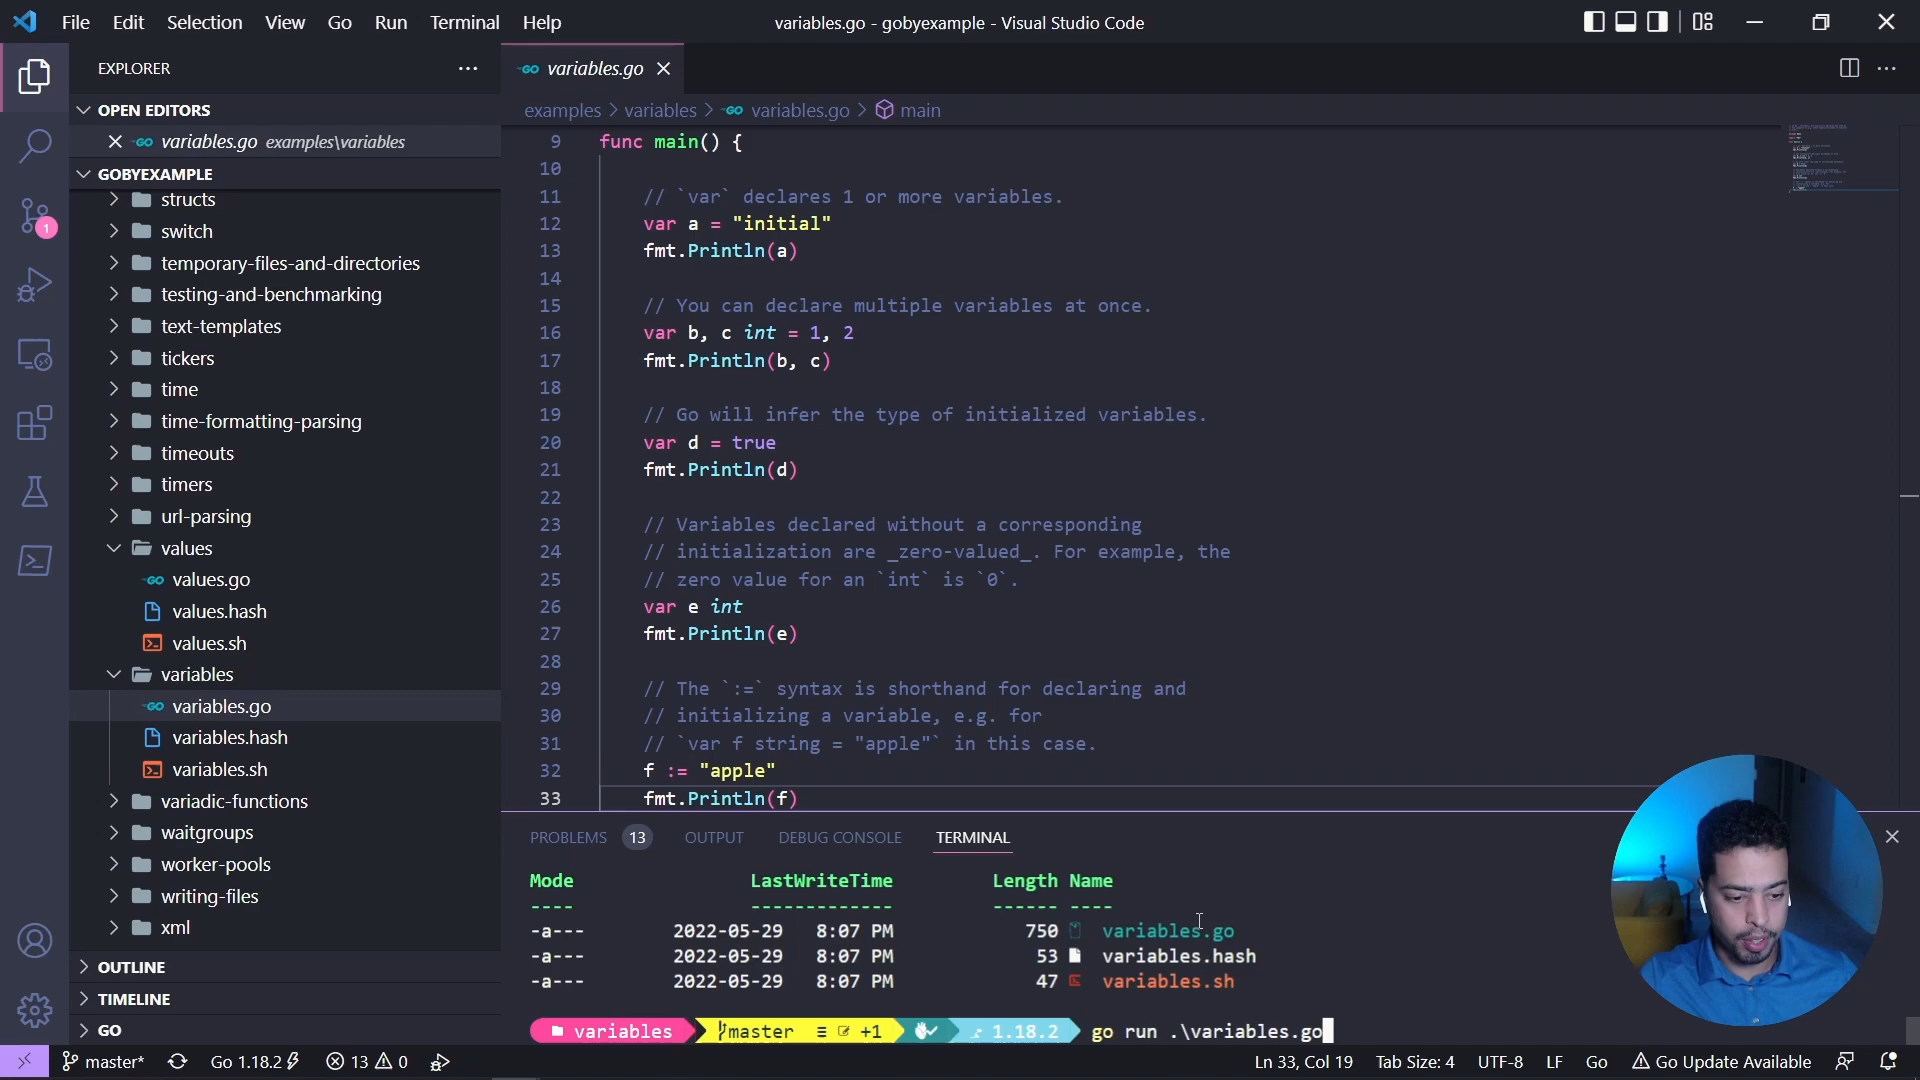 File Edit Selection View Go Run Terminal Help
variables.go - gobyexample - Visual Studio Code
EXPLORER
OPEN EDITORS
variables.go examples\variables
GOBYEXAMPLE
structs
switch
temporary-files-and-directories
testing-and-benchmarking
text-templates
tickers
time
time-formatting-parsing
timeouts
timers
url-parsing
values
values.go
values.hash
values.sh
variables
variables.go
variables.hash
variables.sh
variadic-functions
waitgroups
worker-pools
writing-files
xml
OUTLINE
TIMELINE
GO
1
variables.go
examples > variables > variables.go > main
9 func main() {
10
11 // `var` declares 1 or more variables.
12 var a = "initial"
13 fmt.Println(a)
14
15 // You can declare multiple variables at once.
16 var b, c int = 1, 2
17 fmt.Println(b, c)
18
19 // Go will infer the type of initialized variables.
20 var d = true
21 fmt.Println(d)
22
23 // Variables declared without a corresponding
24 // initialization are _zero-valued_. For example, the
25 // zero value for an `int` is `0`.
26 var e int
27 fmt.Println(e)
28
29 // The `:=` syntax is shorthand for declaring and
30 // initializing a variable, e.g. for
31 // `var f string = "apple"` in this case.
32 f := "apple"
33 fmt.Println(f)
PROBLEMS 13 OUTPUT DEBUG CONSOLE TERMINAL
Mode LastWriteTime Length Name
---- ------------- ------ ----
-a--- 2022-05-29 8:07 PM 750 variables.go
-a--- 2022-05-29 8:07 PM 53 variables.hash
-a--- 2022-05-29 8:07 PM 47 variables.sh
variables master ≡ +1 1.18.2 go run .\variables.go
master* Go 1.18.2 13 0 Ln 33, Col 19 Tab Size: 4 UTF-8 LF Go Go Update Available